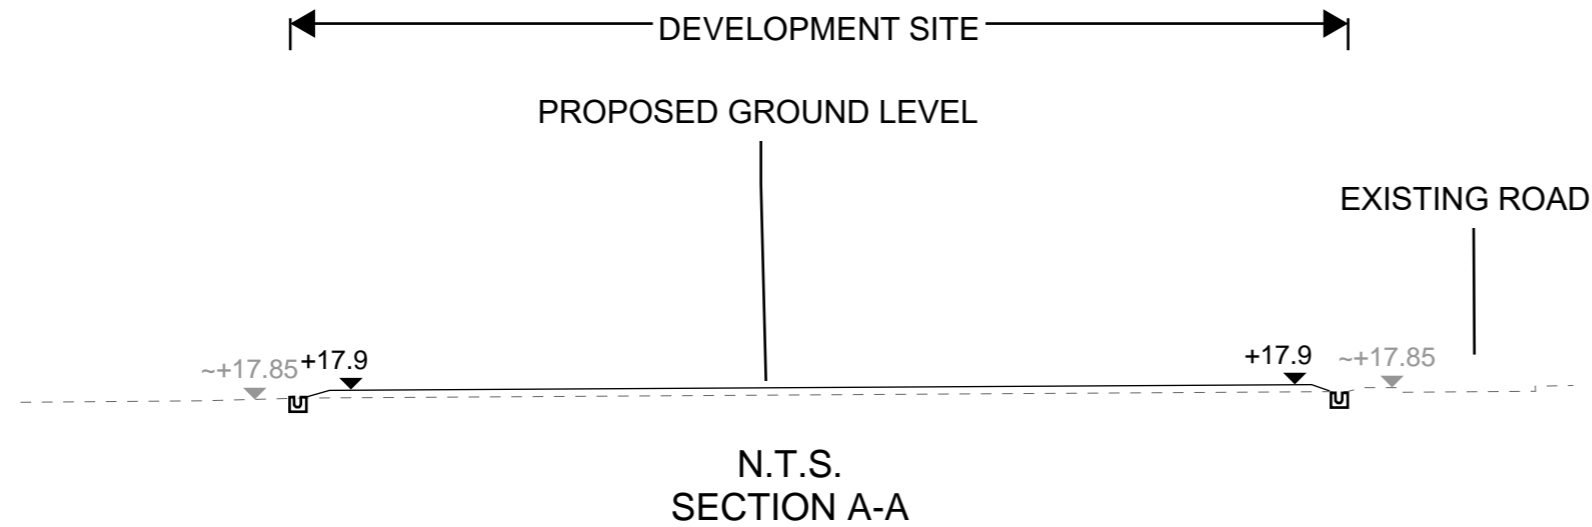 DEVELOPMENT SITE
PROPOSED GROUND LEVEL
EXISTING ROAD
~+17.85 +17.9 +17.9 ~+17.85
N.T.S.
SECTION A-A